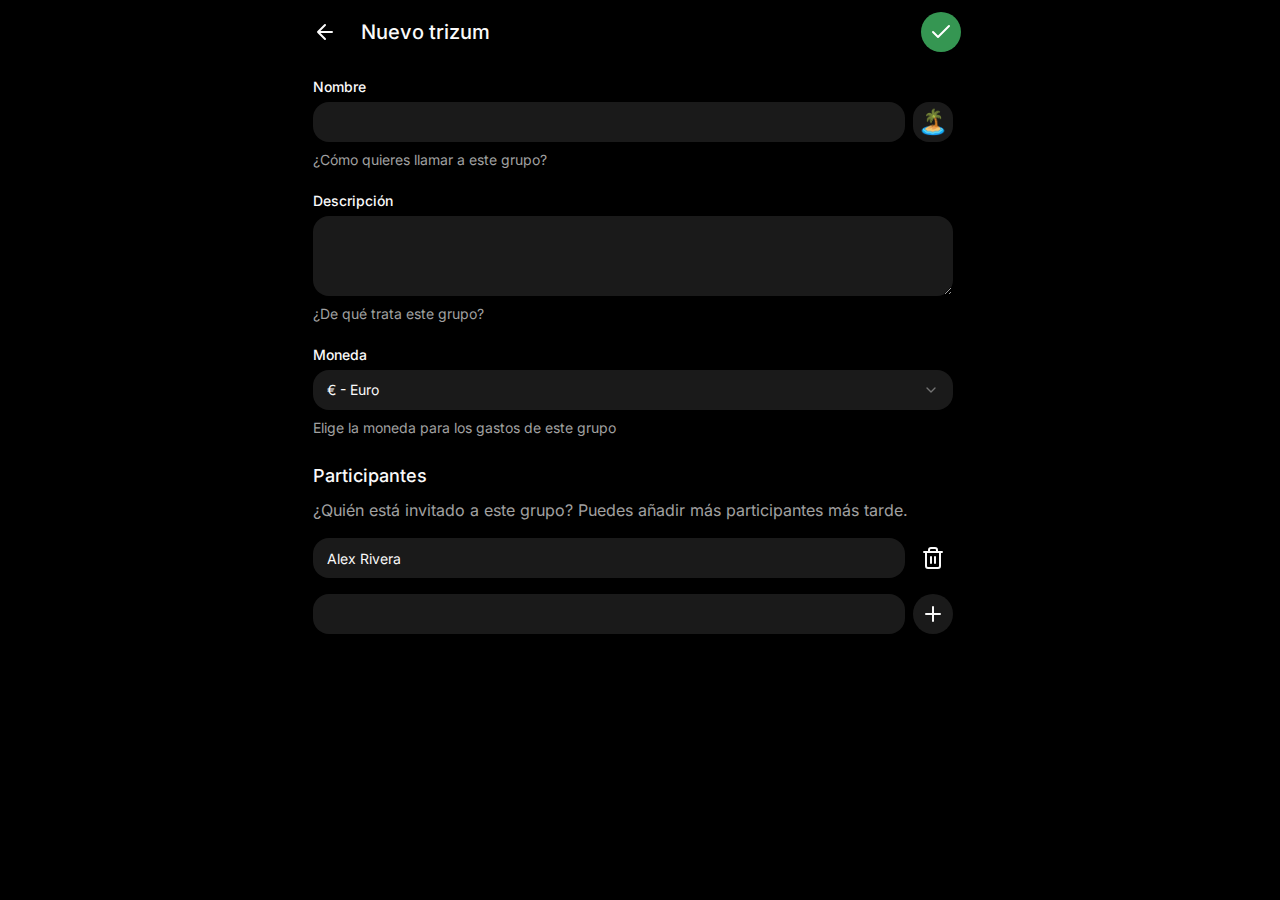 Nuevo trizum
Nombre
¿Cómo quieres llamar a este grupo?
Descripción
¿De qué trata este grupo?
Moneda
€ - Euro
Elige la moneda para los gastos de este grupo
Participantes
¿Quién está invitado a este grupo? Puedes añadir más participantes más tarde.
Alex Rivera